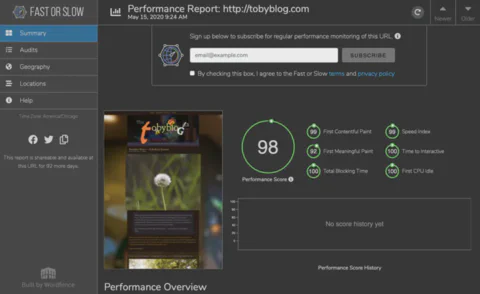 FAST OR SLOW
Performance Report: http://tobyblog.com
May 15, 2020 9:24 AM
Newer
Older
Summary
Audits
Geography
Locations
Help
Time Zone: America/Chicago
This report is shareable and available at
this URL for 90 more days.
Built by Wordfence
Sign up below to subscribe for regular performance monitoring of this URL.
email@example.com
SUBSCRIBE
By checking this box, I agree to the Fast or Slow terms and privacy policy
The
tobyblog
98
Performance Score
98 First Contentful Paint
89 Speed Index
First Meaningful Paint
100 Time to Interactive
100 Total Blocking Time
100 First CPU Idle
100
80
60
40
20
0
No score history yet
Performance Score History
Performance Overview